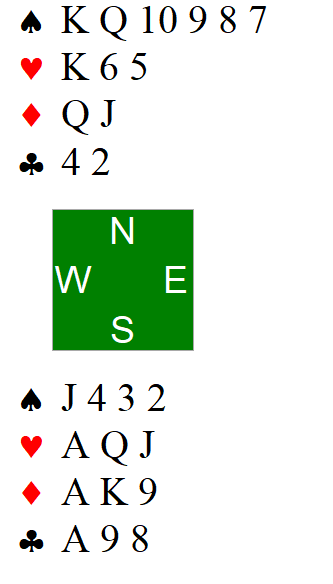 ♠ K Q 10 9 8 7
♥ K 6 5
♦ Q J
♣ 4 2
N
W E
S
♠ J 4 3 2
♥ A Q J
♦ A K 9
♣ A 9 8